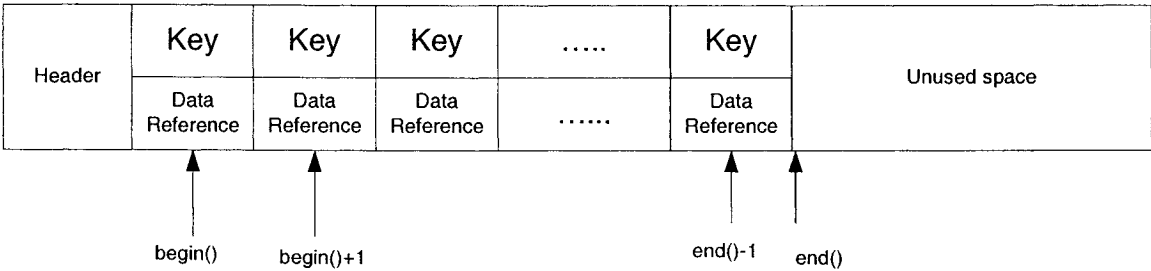 Header
Key
Key
Key
.....
Key
Data
Reference
Data
Reference
Data
Reference
......
Data
Reference
Unused space
begin()
begin()+1
end()-1
end()